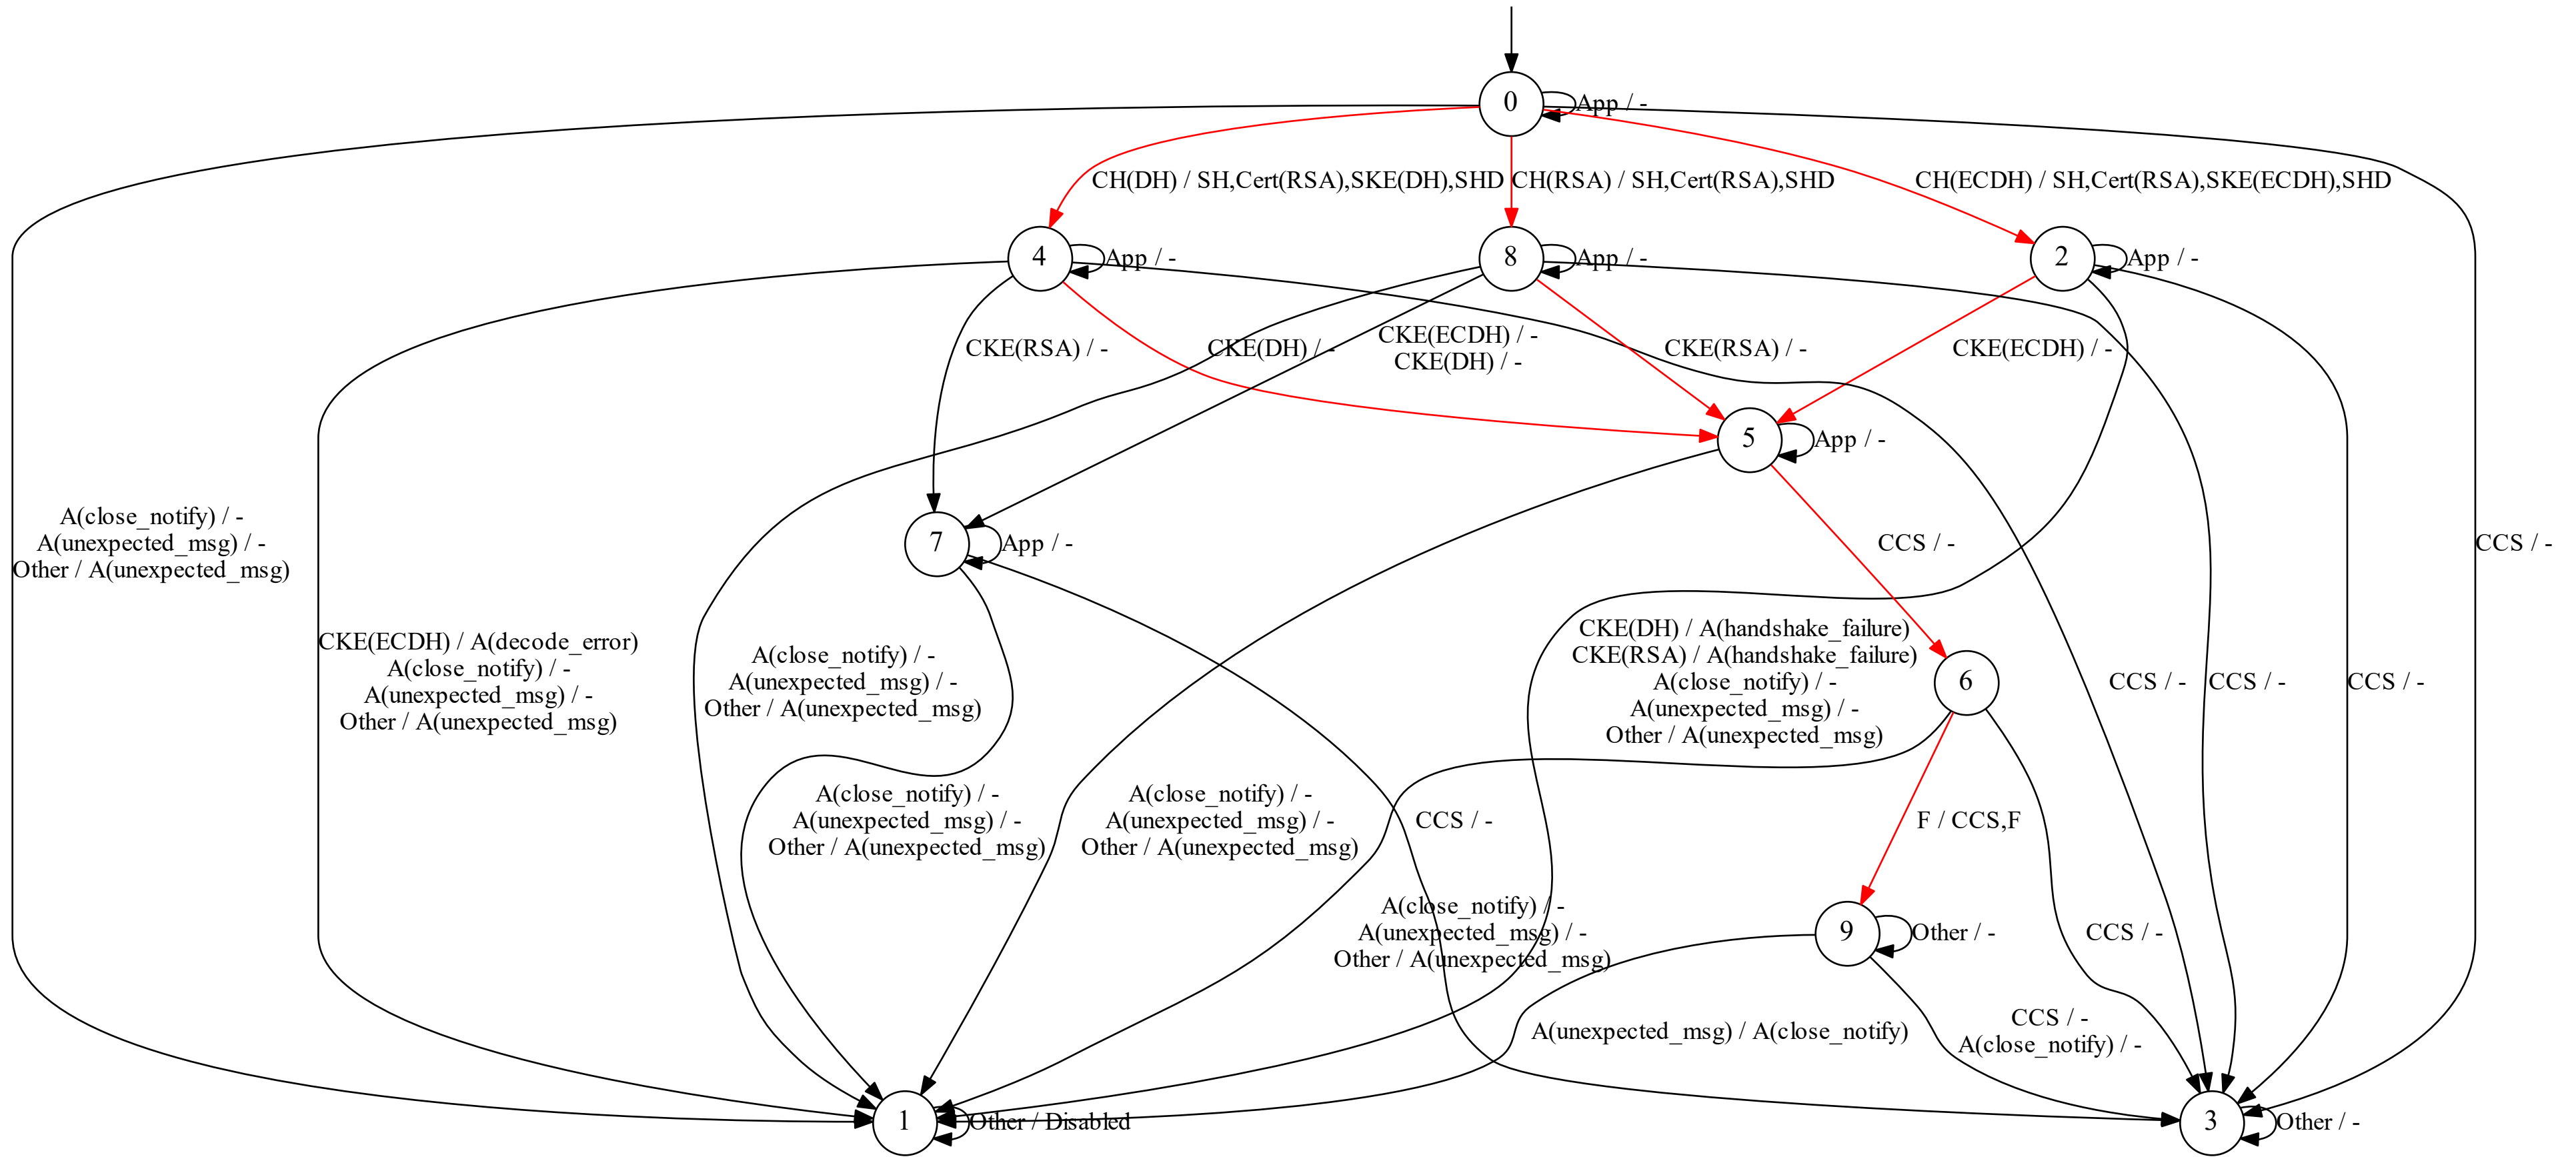 0
App / -
CH(DH) / SH,Cert(RSA),SKE(DH),SHD
CH(RSA) / SH,Cert(RSA),SHD
CH(ECDH) / SH,Cert(RSA),SKE(ECDH),SHD
4
App / -
8
App / -
2
App / -
CKE(RSA) / -
CKE(DH) / -
CKE(ECDH) / -
CKE(DH) / -
CKE(RSA) / -
CKE(ECDH) / -
5
App / -
A(close_notify) / -
A(unexpected_msg) / -
Other / A(unexpected_msg)
7
App / -
CCS / -
CCS / -
CKE(ECDH) / A(decode_error)
A(close_notify) / -
A(unexpected_msg) / -
Other / A(unexpected_msg)
A(close_notify) / -
A(unexpected_msg) / -
Other / A(unexpected_msg)
CKE(DH) / A(handshake_failure)
CKE(RSA) / A(handshake_failure)
A(close_notify) / -
A(unexpected_msg) / -
Other / A(unexpected_msg)
6
CCS / -
CCS / -
CCS / -
A(close_notify) / -
A(unexpected_msg) / -
Other / A(unexpected_msg)
A(close_notify) / -
A(unexpected_msg) / -
Other / A(unexpected_msg)
CCS / -
F / CCS,F
A(close_notify) / -
A(unexpected_msg) / -
Other / A(unexpected_msg)
9
Other / -
CCS / -
A(unexpected_msg) / A(close_notify)
CCS / -
A(close_notify) / -
1
Other / Disabled
3
Other / -